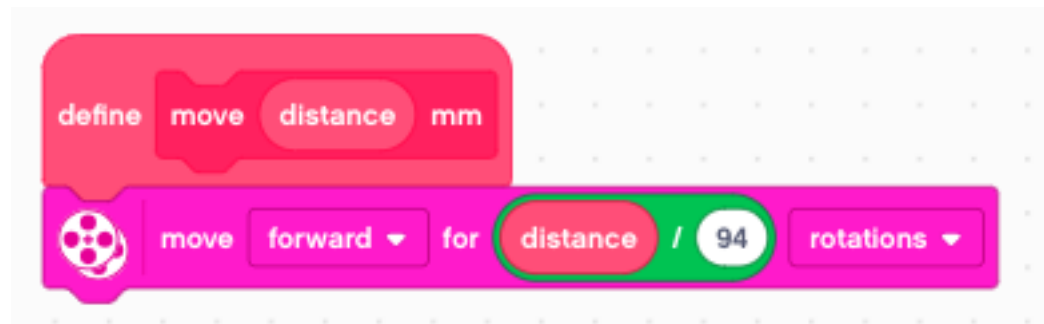 define move distance mm
move forward for distance / 94 rotations